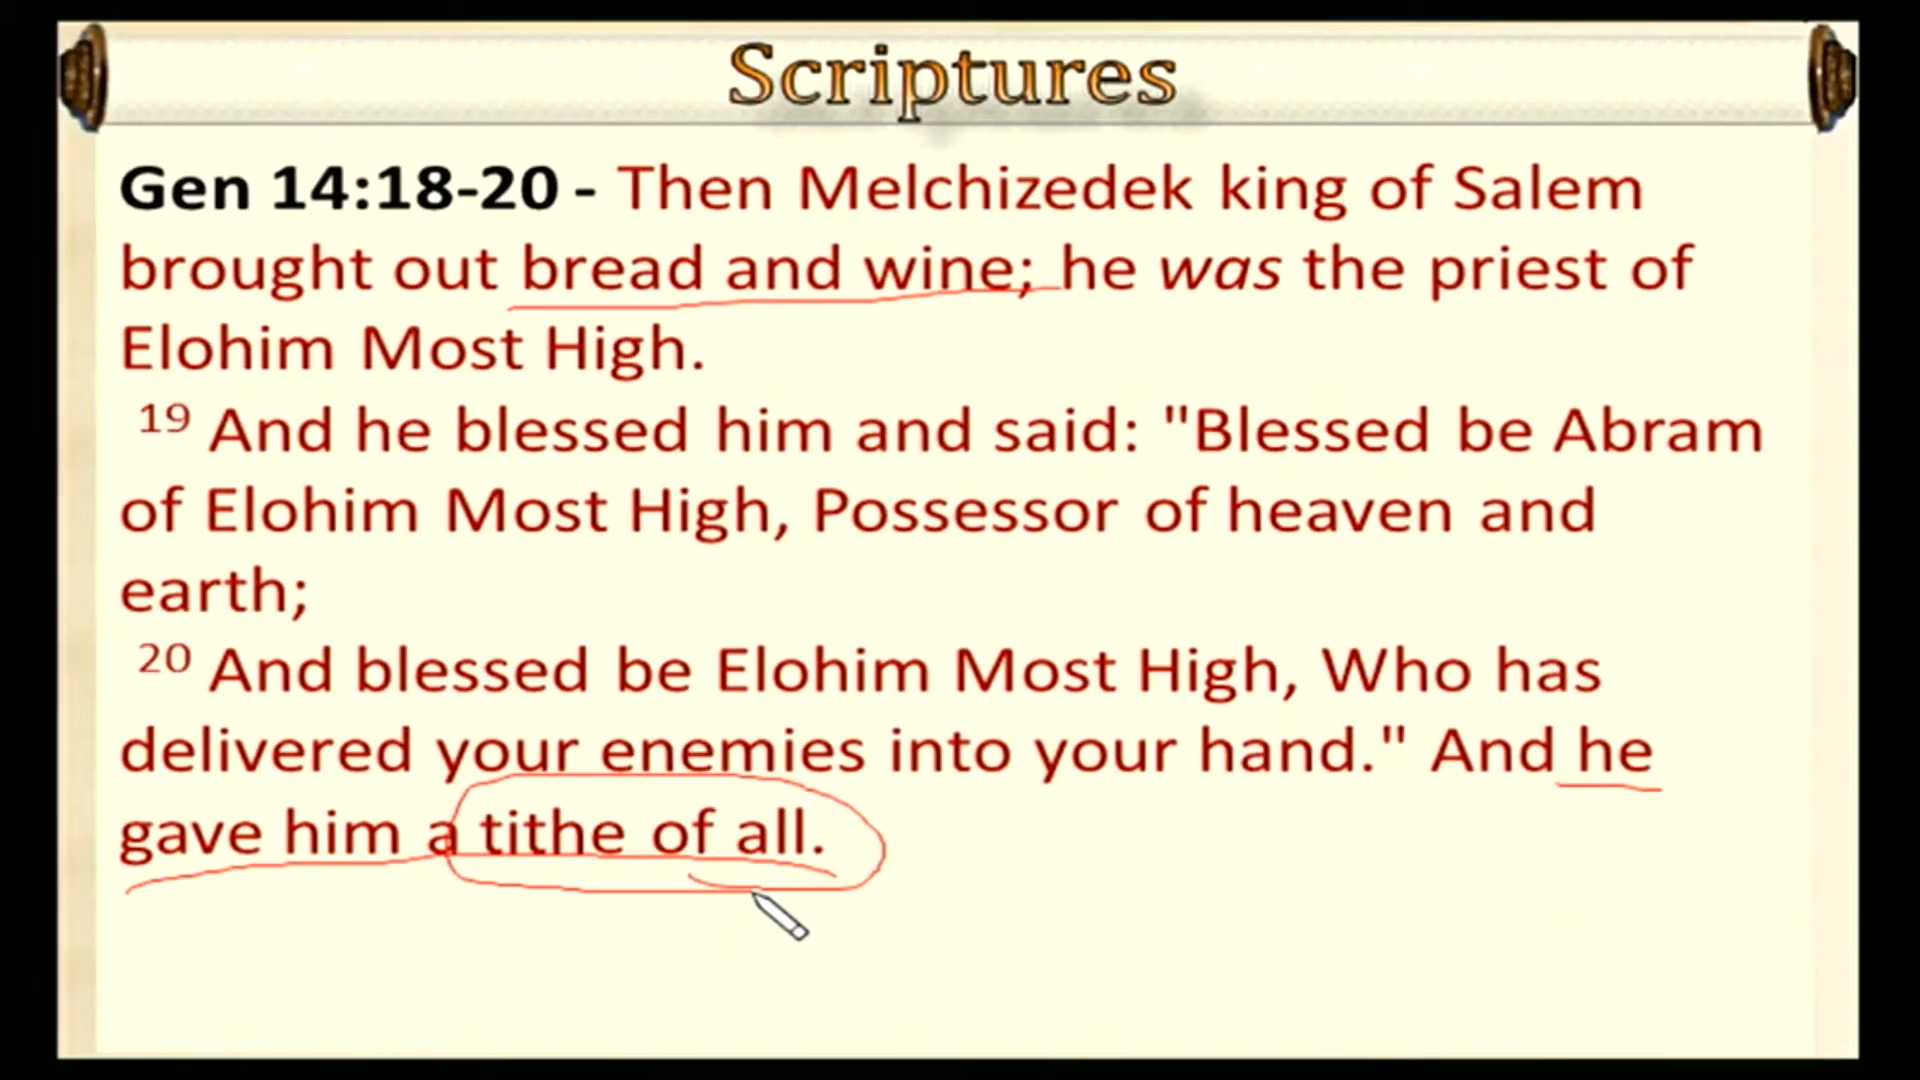 Scriptures
Gen 14:18-20 - Then Melchizedek king of Salem
brought out bread and wine; he was the priest of
Elohim Most High.
19 And he blessed him and said: "Blessed be Abram
of Elohim Most High, Possessor of heaven and
earth;
20 And blessed be Elohim Most High, Who has
delivered your enemies into your hand." And he
gave him a tithe of all.